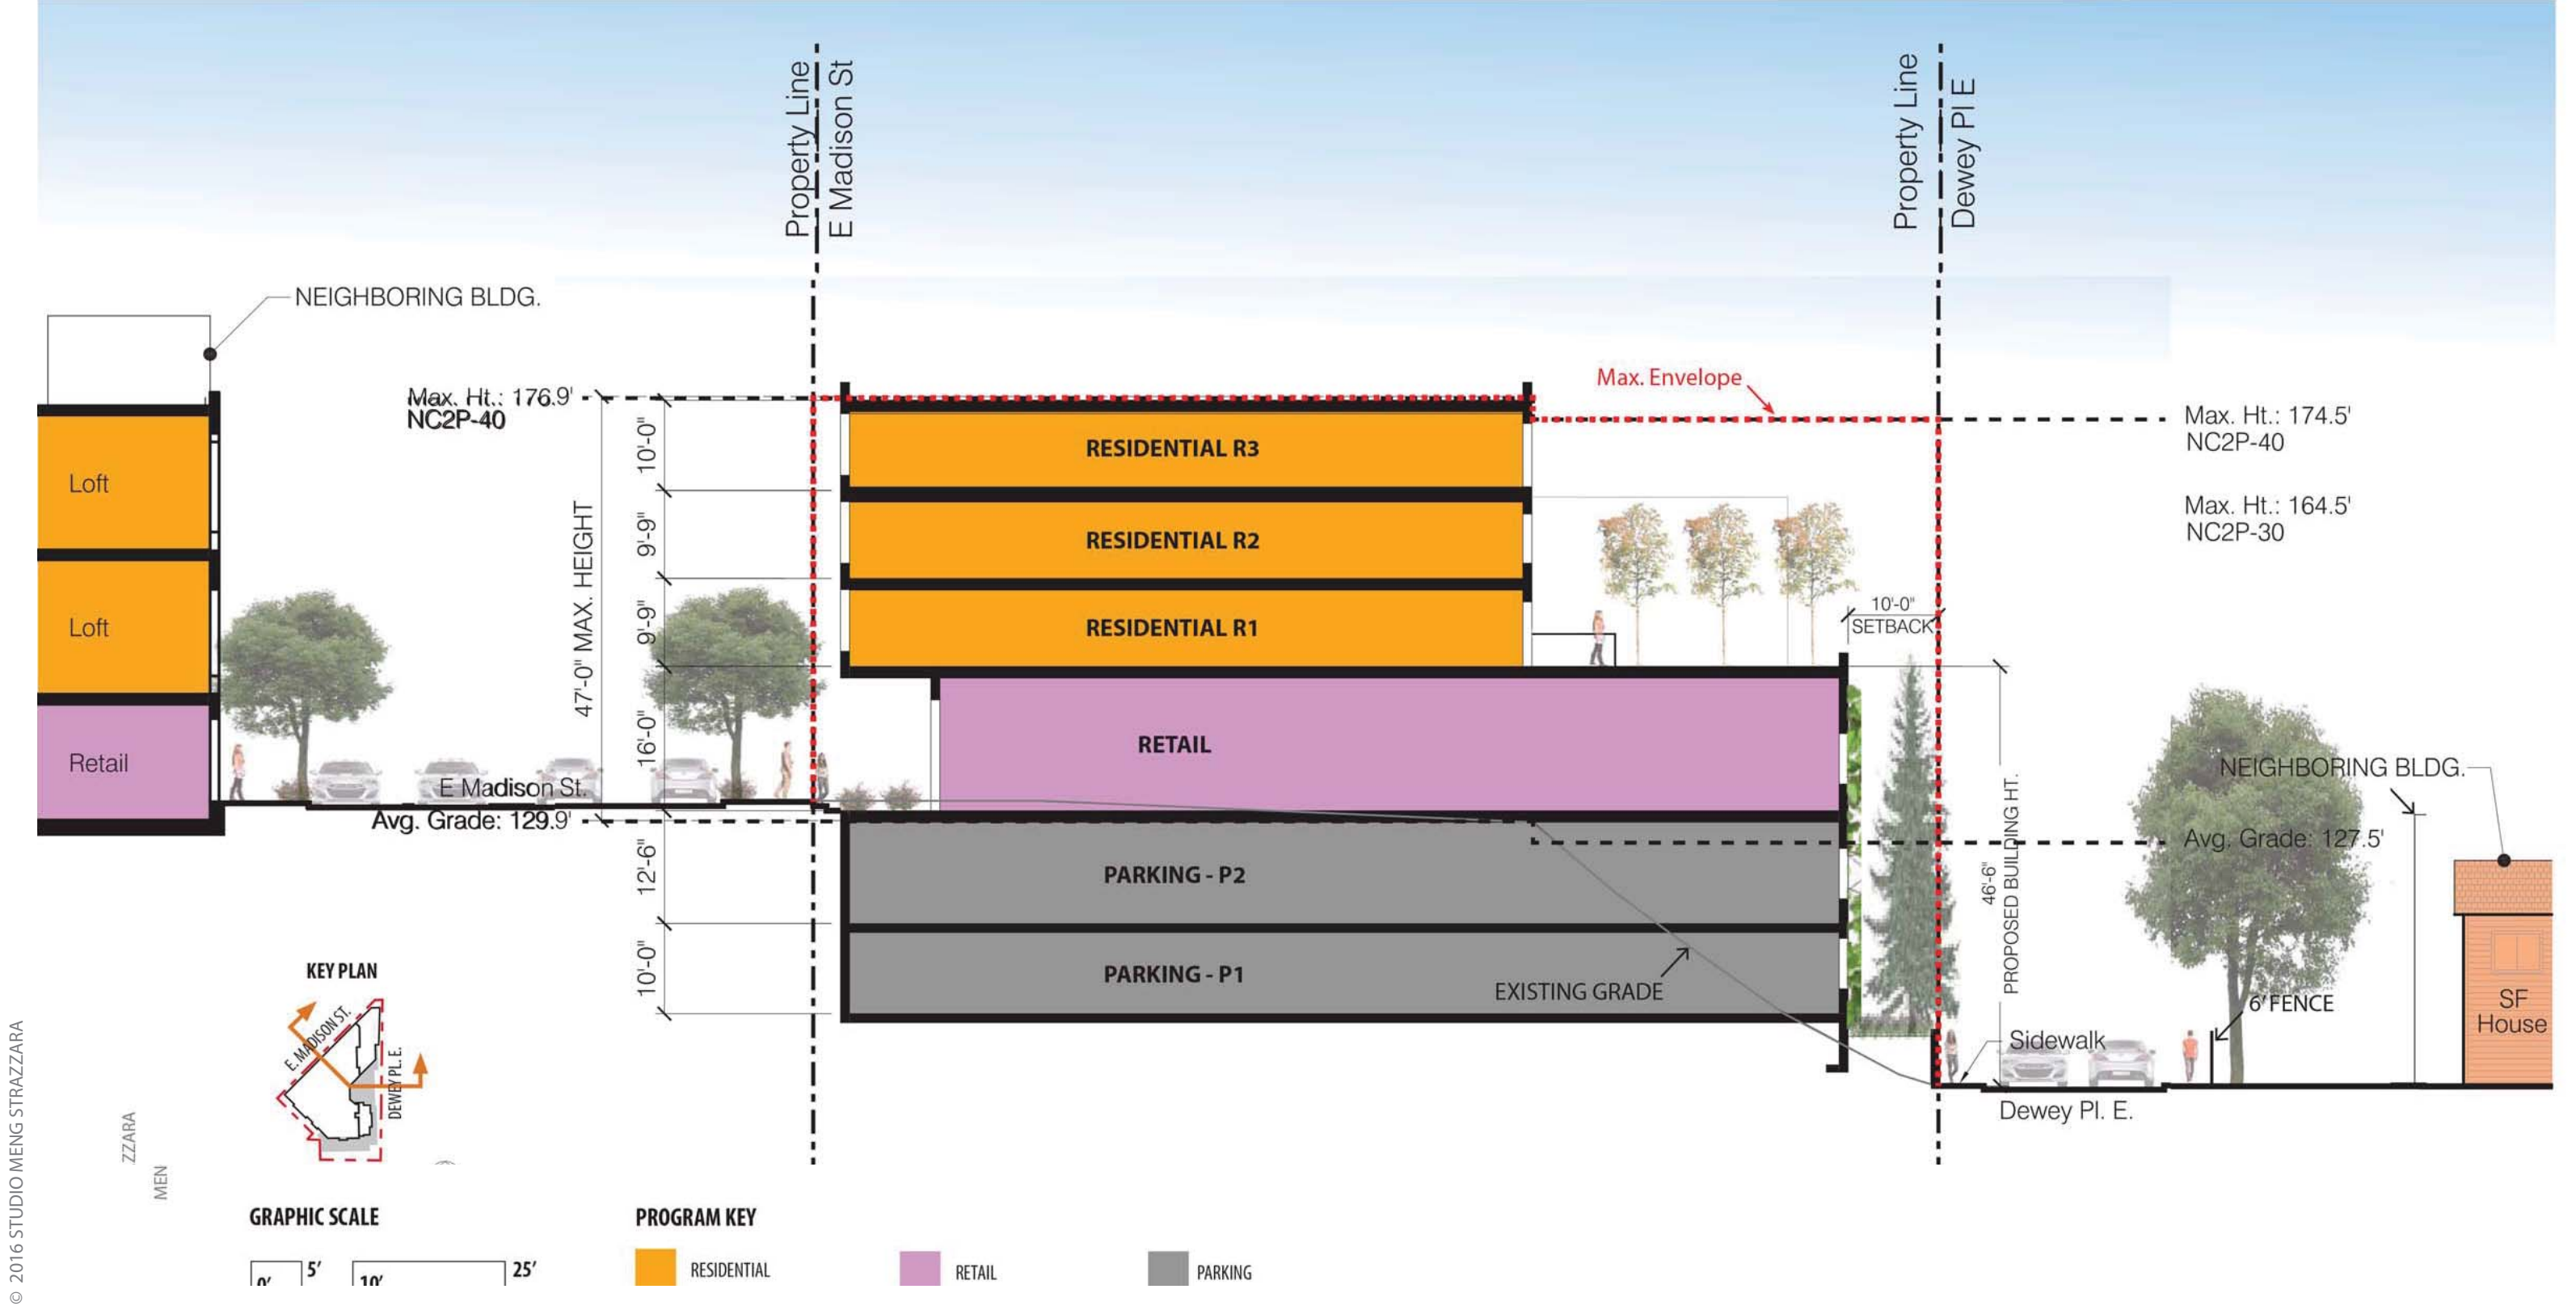 Property Line
E Madison St
Property Line
Dewey Pl E
NEIGHBORING BLDG.
Max. Envelope
Max. Ht.: 176.9'
NC2P-40
Max. Ht.: 174.5'
NC2P-40
Max. Ht.: 164.5'
NC2P-30
Loft
Loft
Retail
47'-0" MAX. HEIGHT
10'-0"
9'-9"
9'-9"
16'-0"
12'-6"
10'-0"
RESIDENTIAL R3
RESIDENTIAL R2
RESIDENTIAL R1
RETAIL
PARKING - P2
PARKING - P1
10'-0"
SETBACK
E Madison St.
Avg. Grade: 129.9'
NEIGHBORING BLDG.
Avg. Grade: 127.5'
46'-6"
PROPOSED BUILDING HT.
EXISTING GRADE
6' FENCE
SF
House
Sidewalk
Dewey Pl. E.
KEY PLAN
E. MADISON ST.
DEWEY PL. E.
© 2016 STUDIO MENG STRAZZARA
ZZARA
MEN
GRAPHIC SCALE
0'
5'
10'
25'
PROGRAM KEY
RESIDENTIAL
RETAIL
PARKING